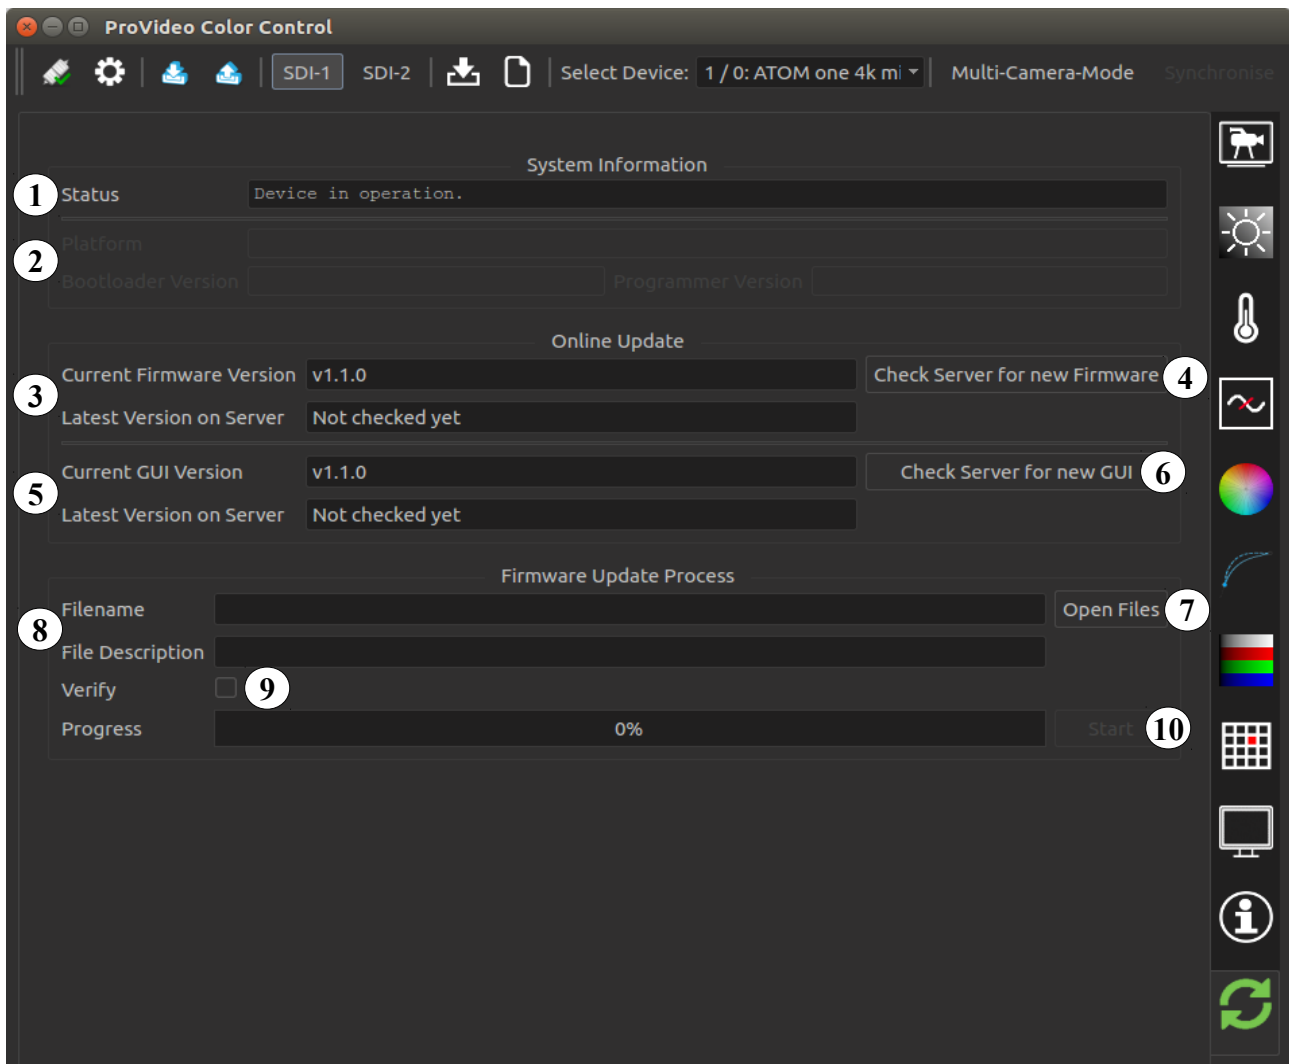 ProVideo Color Control
SDI-1 SDI-2 Select Device: 1 / 0: ATOM one 4k mi Multi-Camera-Mode Synchronise
System Information
1 Status Device in operation.
2 Platform
Bootloader Version Programmer Version
Online Update
Current Firmware Version v1.1.0 Check Server for new Firmware 4
3
Latest Version on Server Not checked yet
Current GUI Version v1.1.0 Check Server for new GUI 6
5
Latest Version on Server Not checked yet
Firmware Update Process
Filename Open Files 7
8
File Description
Verify 9
Progress 0% Start 10